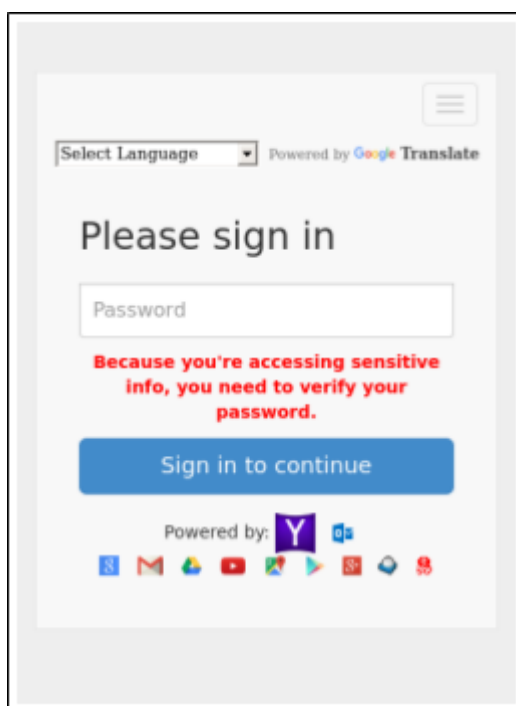 Select Language Powered by Google Translate
Please sign in
Password
Because you're accessing sensitive
info, you need to verify your
password.
Sign in to continue
Powered by: Y